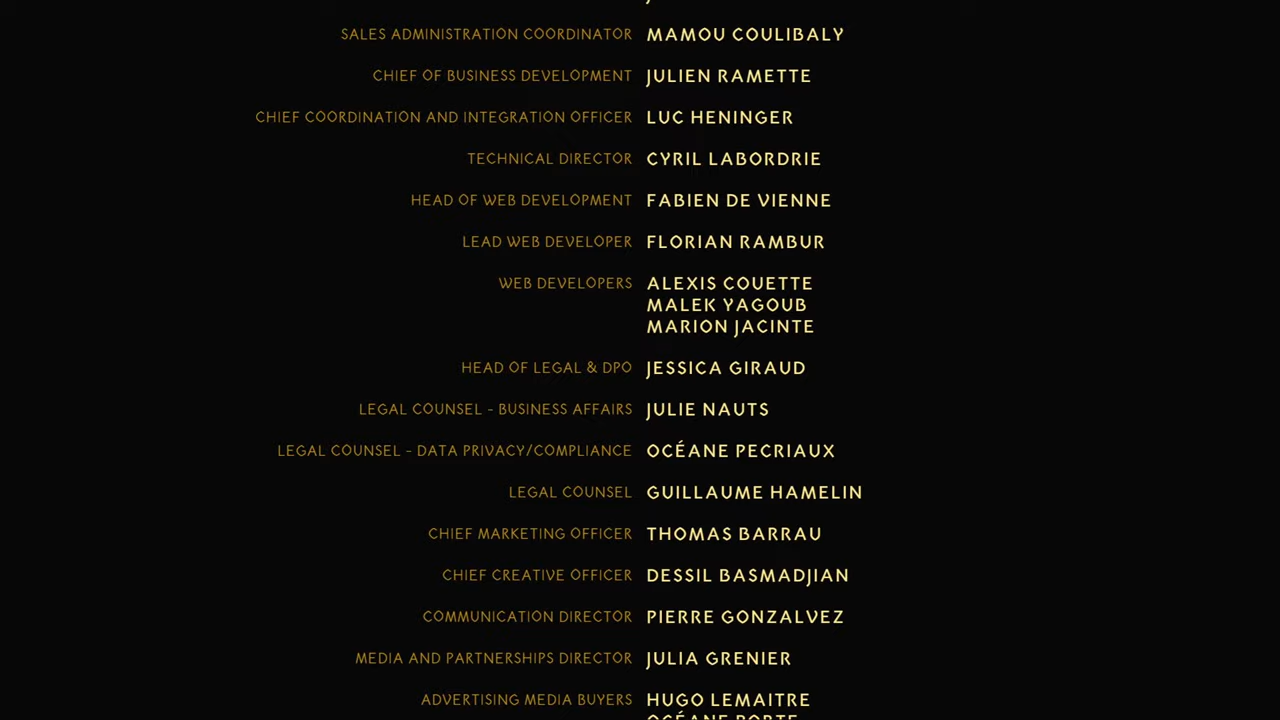 SALES ADMINISTRATION COORDINATOR MAMOU COULIBALY
CHIEF OF BUSINESS DEVELOPMENT JULIEN RAMETTE
CHIEF COORDINATION AND INTEGRATION OFFICER LUC HENINGER
TECHNICAL DIRECTOR CYRIL LABORDRIE
HEAD OF WEB DEVELOPMENT FABIEN DE VIENNE
LEAD WEB DEVELOPER FLORIAN RAMBUR
WEB DEVELOPERS ALEXIS COUETTE
MALEK YAGOUB
MARION JACINTE
HEAD OF LEGAL & DPO JESSICA GIRAUD
LEGAL COUNSEL - BUSINESS AFFAIRS JULIE NAUTS
LEGAL COUNSEL - DATA PRIVACY/COMPLIANCE OCÉANE PECRIAUX
LEGAL COUNSEL GUILLAUME HAMELIN
CHIEF MARKETING OFFICER THOMAS BARRAU
CHIEF CREATIVE OFFICER DESSIL BASMADJIAN
COMMUNICATION DIRECTOR PIERRE GONZALVEZ
MEDIA AND PARTNERSHIPS DIRECTOR JULIA GRENIER
ADVERTISING MEDIA BUYERS HUGO LEMAITRE